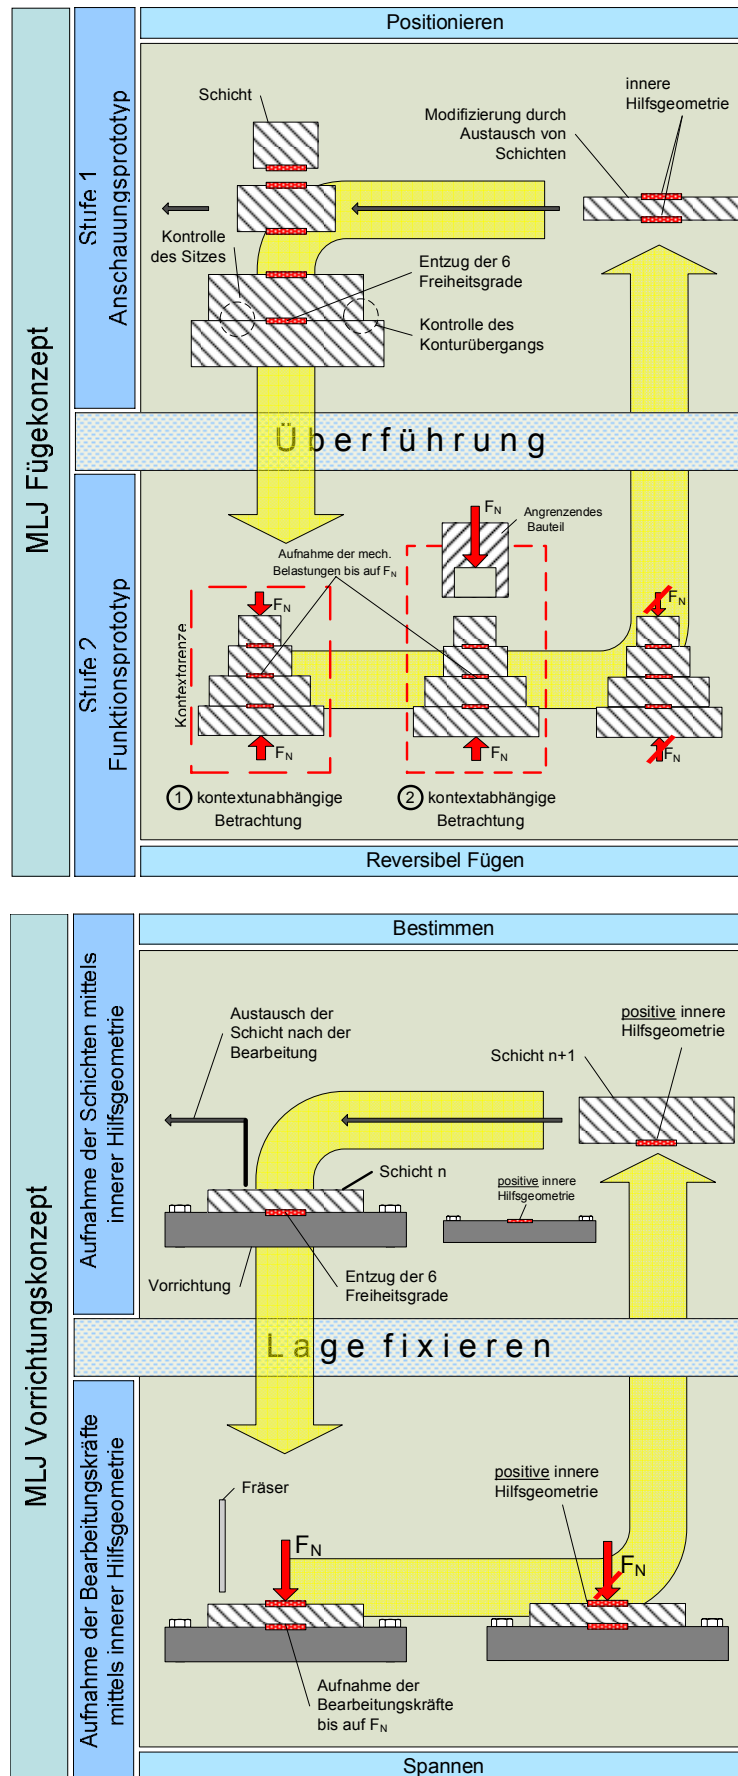 MLJ Fügekonzept
Stufe 1
Anschauungsprototyp
Positionieren
Schicht
innere
Hilfsgeometrie
Modifizierung durch
Austausch von
Schichten
Kontrolle
des Sitzes
Entzug der 6
Freiheitsgrade
Kontrolle des
Konturübergangs
Überführung
Stufe 2
Funktionsprototyp
FN
Angrenzendes
Bauteil
Aufnahme der mech.
Belastungen bis auf FN
Kontextgrenze
FN
FN
FN
FN
FN
1 kontextunabhängige
Betrachtung
2 kontextabhängige
Betrachtung
Reversibel Fügen
MLJ Vorrichtungskonzept
Aufnahme der Schichten mittels
innerer Hilfsgeometrie
Bestimmen
Austausch der
Schicht nach der
Bearbeitung
positive innere
Hilfsgeometrie
Schicht n+1
Schicht n
positive innere
Hilfsgeometrie
Vorrichtung
Entzug der 6
Freiheitsgrade
Lage fixieren
Aufnahme der Bearbeitungskräfte
mittels innerer Hilfsgeometrie
positive innere
Hilfsgeometrie
Fräser
FN
FN
Aufnahme der
Bearbeitungskräfte
bis auf FN
Spannen